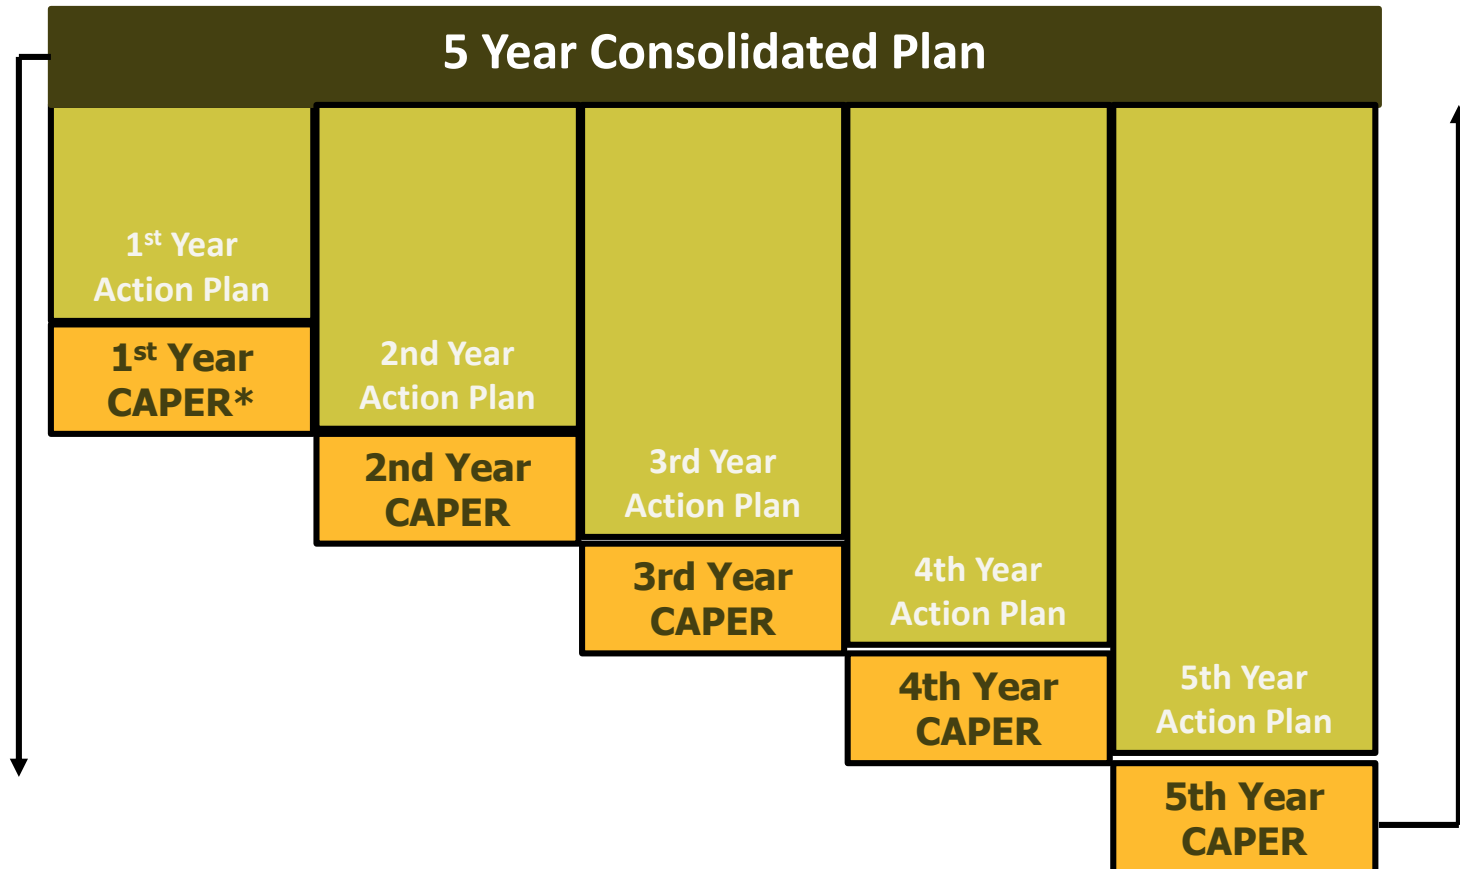 5 Year Consolidated Plan
1st Year
Action Plan
1st Year
CAPER*
2nd Year
Action Plan
2nd Year
CAPER
3rd Year
Action Plan
3rd Year
CAPER
4th Year
Action Plan
4th Year
CAPER
5th Year
Action Plan
5th Year
CAPER